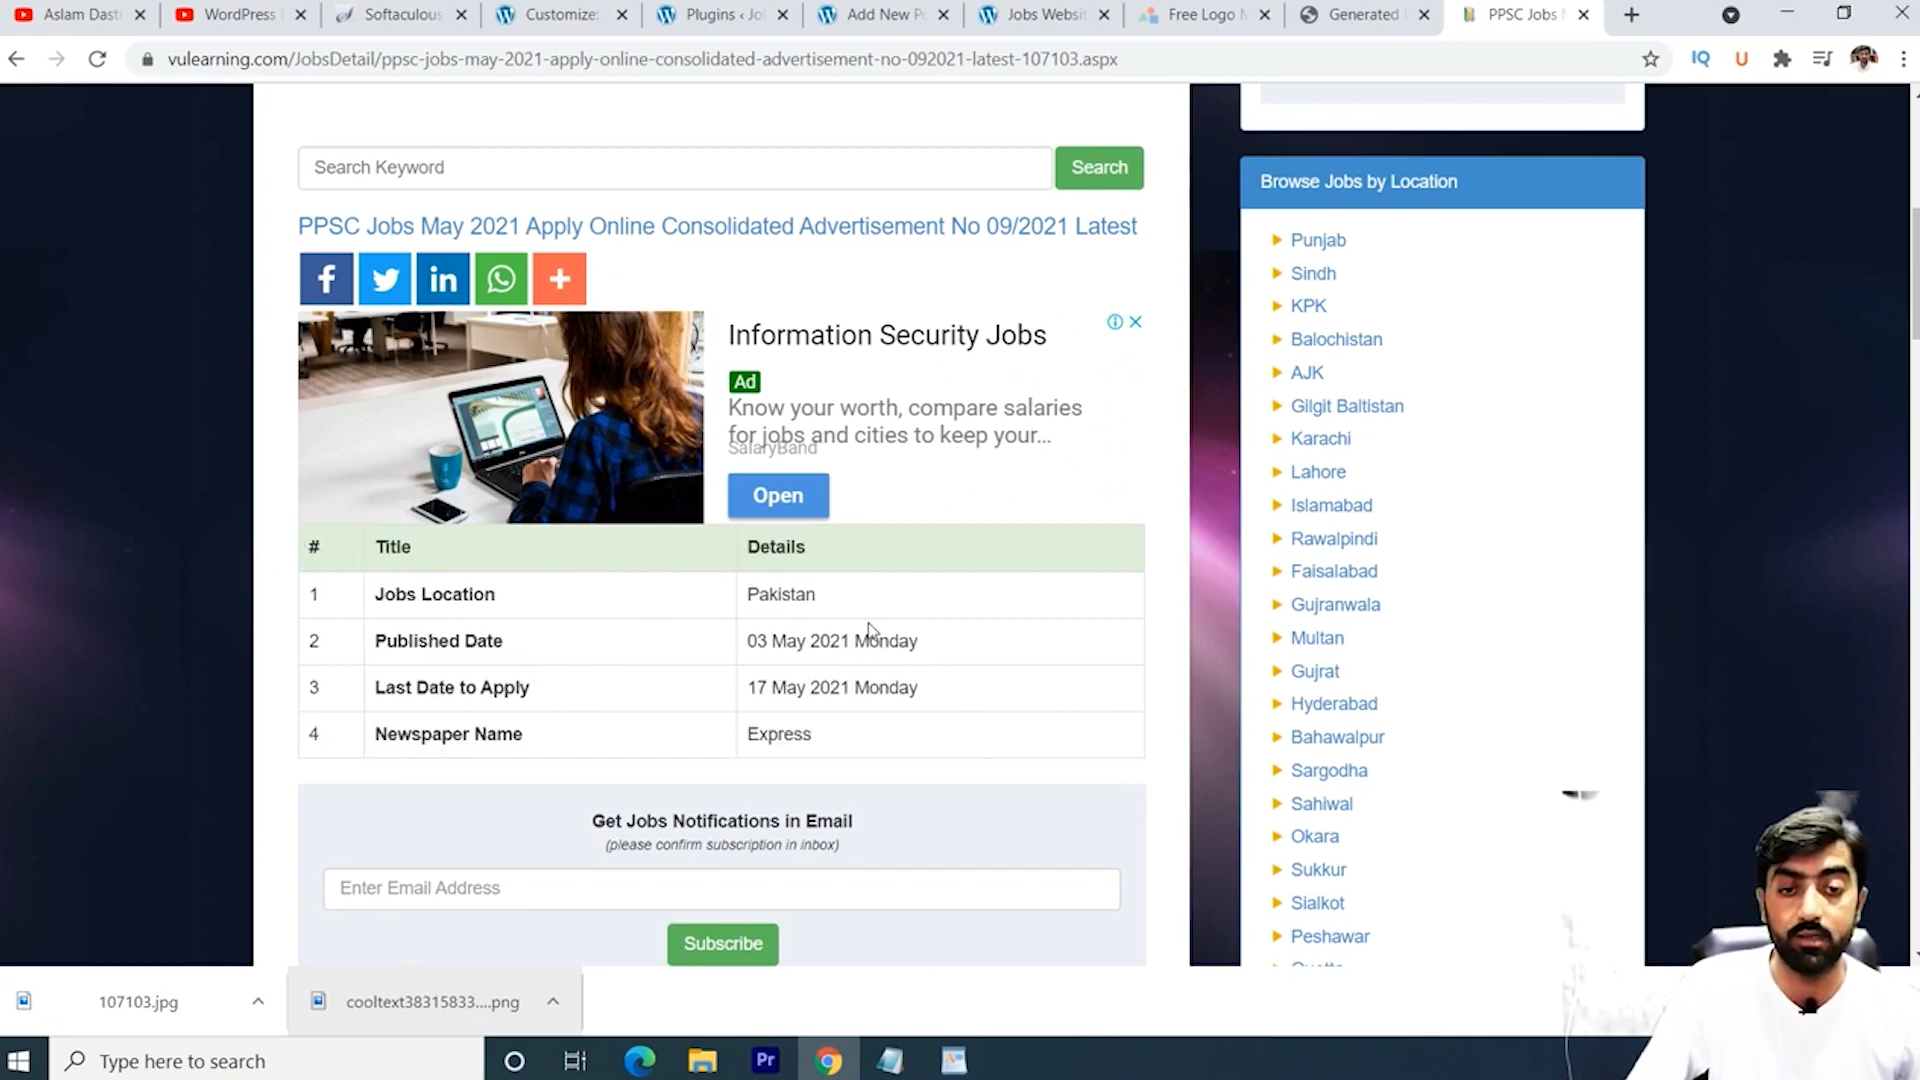 Aslam Dast
WordPress
Softaculous
Customize:
Plugins ‹ Jo
Add New P
Jobs Websi
Free Logo
Generated
PPSC Jobs
vulearning.com/JobsDetail/ppsc-jobs-may-2021-apply-online-consolidated-advertisement-no-092021-latest-107103.aspx
IQ
U
Search Keyword
Search
PPSC Jobs May 2021 Apply Online Consolidated Advertisement No 09/2021 Latest
Information Security Jobs
Ad
Know your worth, compare salaries
for jobs and cities to keep your...
SalaryBand
Open
# Title Details
1 Jobs Location Pakistan
2 Published Date 03 May 2021 Monday
3 Last Date to Apply 17 May 2021 Monday
4 Newspaper Name Express
Get Jobs Notifications in Email
(please confirm subscription in inbox)
Enter Email Address
Subscribe
Browse Jobs by Location
Punjab
Sindh
KPK
Balochistan
AJK
Gilgit Baltistan
Karachi
Lahore
Islamabad
Rawalpindi
Faisalabad
Gujranwala
Multan
Gujrat
Hyderabad
Bahawalpur
Sargodha
Sahiwal
Okara
Sukkur
Sialkot
Peshawar
107103.jpg
cooltext38315833....png
Type here to search
Pr